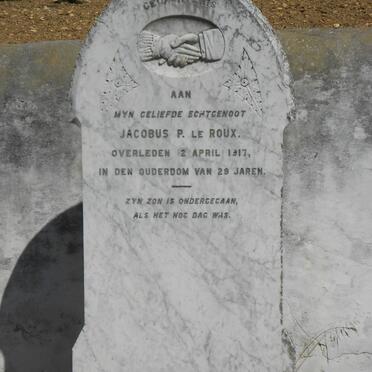 AAN
MYN GELIEFDE ECHTGENOOT
JACOBUS P. LE ROUX.
OVERLEDEN 2 APRIL 1917,
IN DEN OUDERDOM VAN 29 JAREN.
ZYN ZON IS ONDERGEGAAN,
ALS HET NOG DAG WAS.